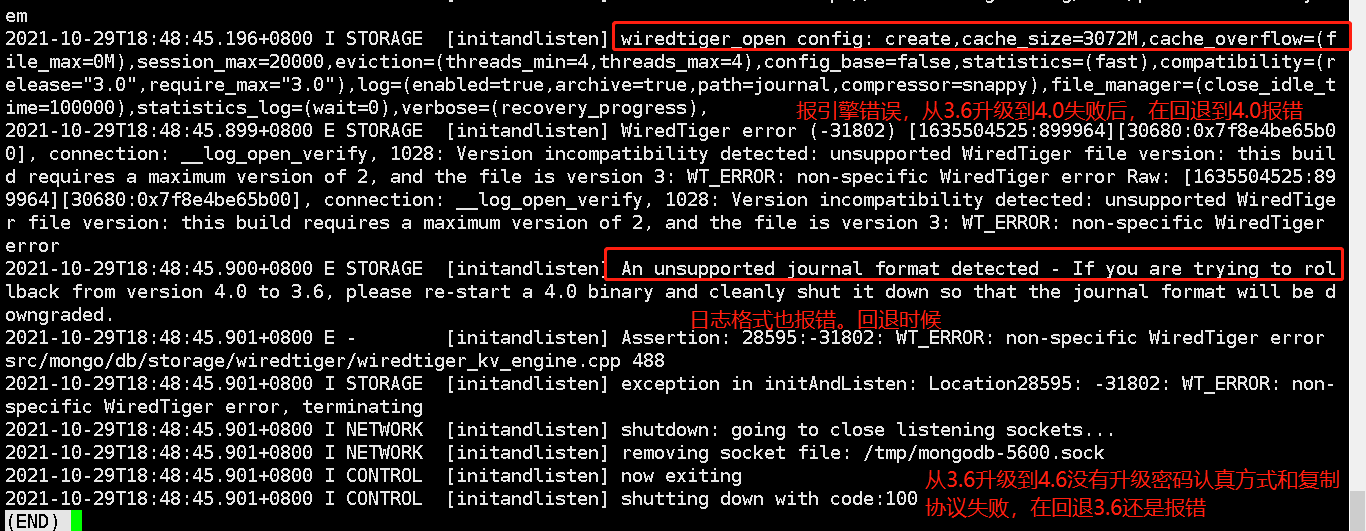 em
2021-10-29T18:48:45.196+0800 I STORAGE  [initandlisten] wiredtiger_open config: create,cache_size=3072M,cache_overflow=(f
ile_max=0M),session_max=20000,eviction=(threads_min=4,threads_max=4),config_base=false,statistics=(fast),compatibility=(r
elease="3.0",require_max="3.0"),log=(enabled=true,archive=true,path=journal,compressor=snappy),file_manager=(close_idle_t
ime=100000),statistics_log=(wait=0),verbose=(recovery_progress),
报引擎错误，从3.6升级到4.0失败后，在回退到4.0报错
2021-10-29T18:48:45.899+0800 E STORAGE  [initandlisten] WiredTiger error (-31802) [1635504525:899964][30680:0x7f8e4be65b0
0], connection: __log_open_verify, 1028: Version incompatibility detected: unsupported WiredTiger file version: this buil
d requires a maximum version of 2, and the file is version 3: WT_ERROR: non-specific WiredTiger error Raw: [1635504525:89
9964][30680:0x7f8e4be65b00], connection: __log_open_verify, 1028: Version incompatibility detected: unsupported WiredTige
r file version: this build requires a maximum version of 2, and the file is version 3: WT_ERROR: non-specific WiredTiger
error
2021-10-29T18:48:45.900+0800 E STORAGE  [initandlisten] An unsupported journal format detected - If you are trying to rol
lback from version 4.0 to 3.6, please re-start a 4.0 binary and cleanly shut it down so that the journal format will be d
owngraded.
日志格式也报错。回退时候
2021-10-29T18:48:45.901+0800 E -        [initandlisten] Assertion: 28595:-31802: WT_ERROR: non-specific WiredTiger error
src/mongo/db/storage/wiredtiger/wiredtiger_kv_engine.cpp 488
2021-10-29T18:48:45.901+0800 I STORAGE  [initandlisten] exception in initAndListen: Location28595: -31802: WT_ERROR: non-
specific WiredTiger error, terminating
2021-10-29T18:48:45.901+0800 I NETWORK  [initandlisten] shutdown: going to close listening sockets...
2021-10-29T18:48:45.901+0800 I NETWORK  [initandlisten] removing socket file: /tmp/mongodb-5600.sock
2021-10-29T18:48:45.901+0800 I CONTROL  [initandlisten] now exiting
2021-10-29T18:48:45.901+0800 I CONTROL  [initandlisten] shutting down with code:100
从3.6升级到4.6没有升级密码认真方式和复制
协议失败，在回退3.6还是报错
(END)